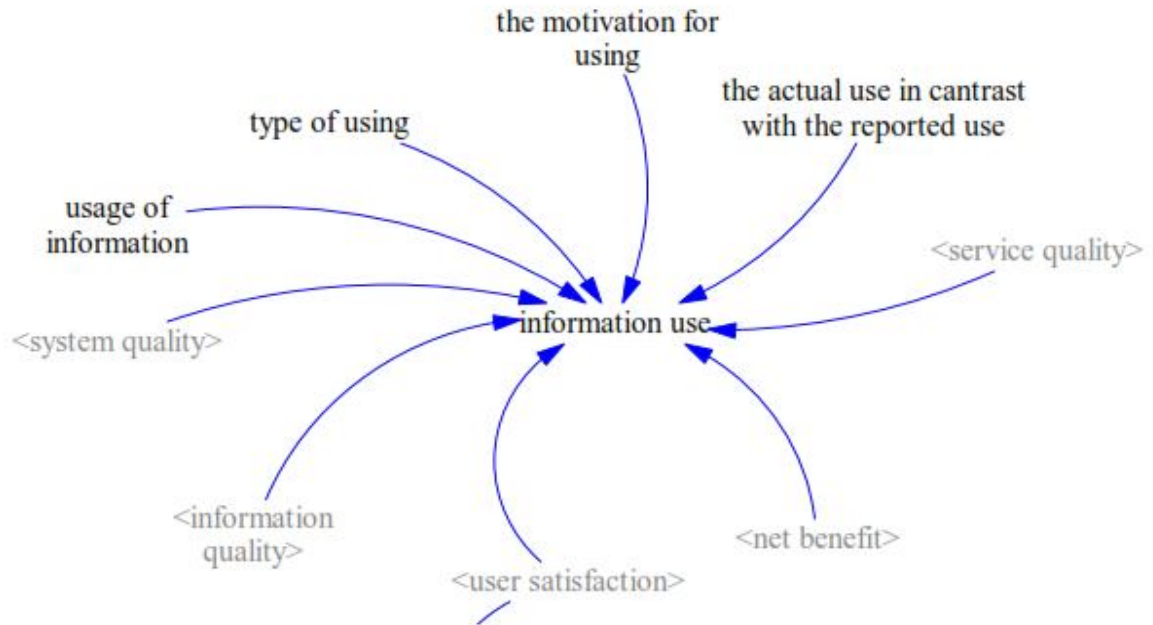 the motivation for
using
the actual use in cantrast
with the reported use
type of using
usage of
information
<service quality>
information use
<system quality>
<information
quality>
<net benefit>
<user satisfaction>